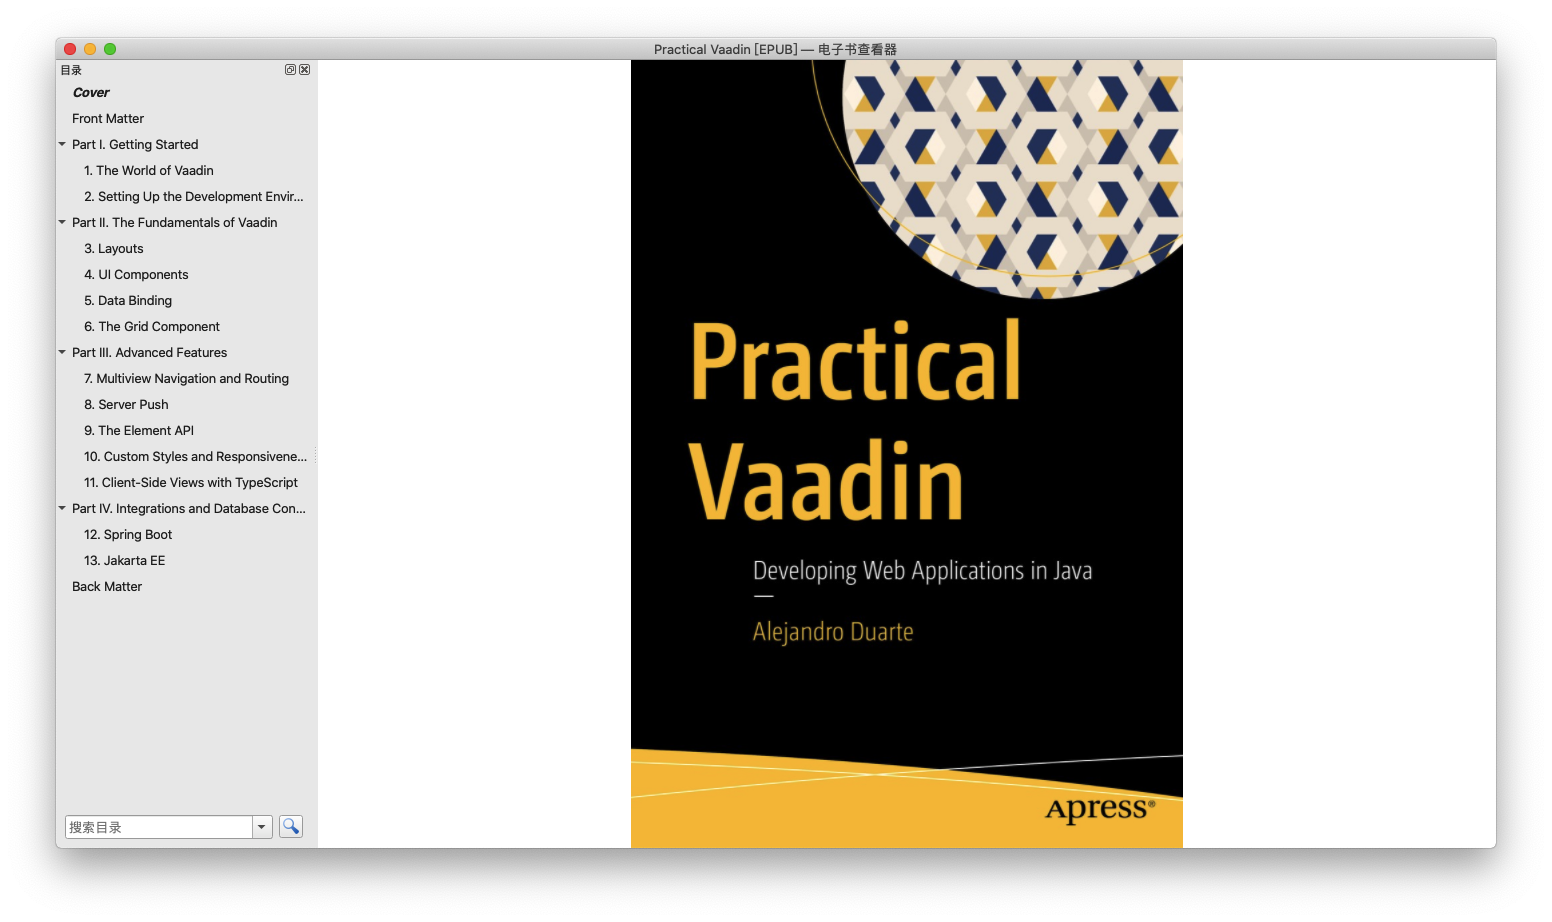 Practical Vaadin [EPUB] — 电子书查看器
目录
Cover
Front Matter
Part I. Getting Started
1. The World of Vaadin
2. Setting Up the Development Envir...
Part II. The Fundamentals of Vaadin
3. Layouts
4. UI Components
5. Data Binding
6. The Grid Component
Part III. Advanced Features
7. Multiview Navigation and Routing
8. Server Push
9. The Element API
10. Custom Styles and Responsivene...
11. Client-Side Views with TypeScript
Part IV. Integrations and Database Con...
12. Spring Boot
13. Jakarta EE
Back Matter
搜索目录
Practical
Vaadin
Developing Web Applications in Java
Alejandro Duarte
Apress®